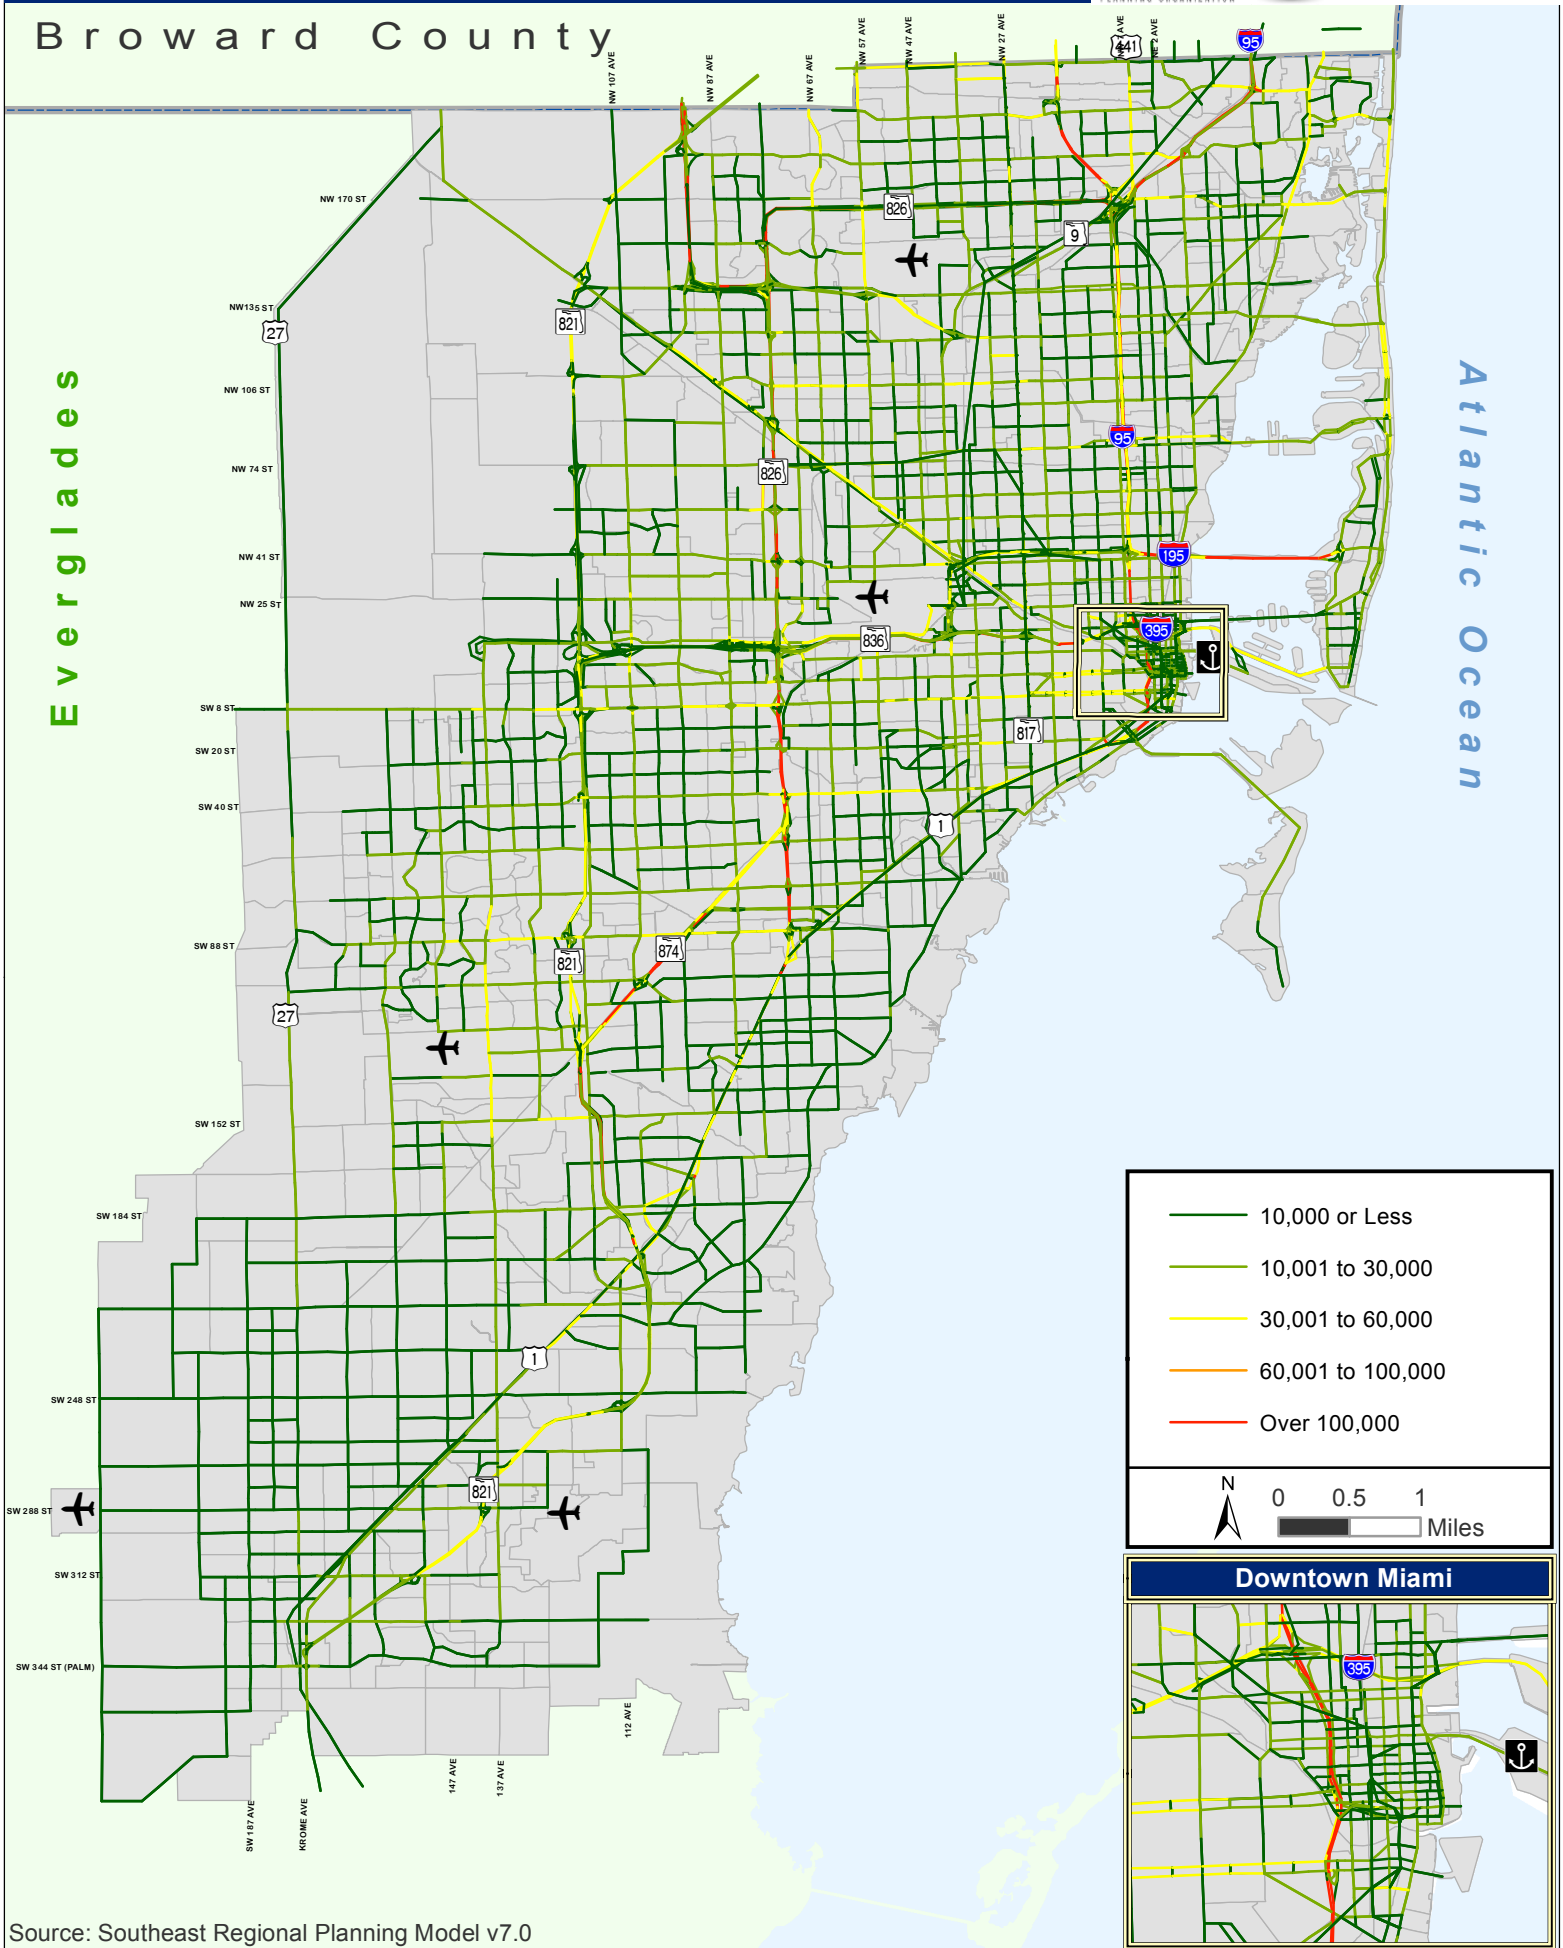 Broward County
NW 107 AVE
NW 87 AVE
NW 67 AVE
NW 57 AVE
NW 47 AVE
NW 27 AVE
NE 2 AVE
441
95
NW 170 ST
826
9
NW135 ST
27
821
NW 106 ST
Everglades
Atlantic Ocean
95
NW 74 ST
826
NW 41 ST
195
NW 25 ST
395
836
SW 8 ST
817
SW 20 ST
SW 40 ST
1
SW 88 ST
874
821
27
SW 152 ST
SW 184 ST
1
SW 248 ST
821
SW 288 ST
SW 312 ST
SW 344 ST (PALM)
112 AVE
147 AVE
137 AVE
SW 187 AVE
KROME AVE
10,000 or Less
10,001 to 30,000
30,001 to 60,000
60,001 to 100,000
Over 100,000
N
0 0.5 1
Miles
Downtown Miami
395
Source: Southeast Regional Planning Model v7.0